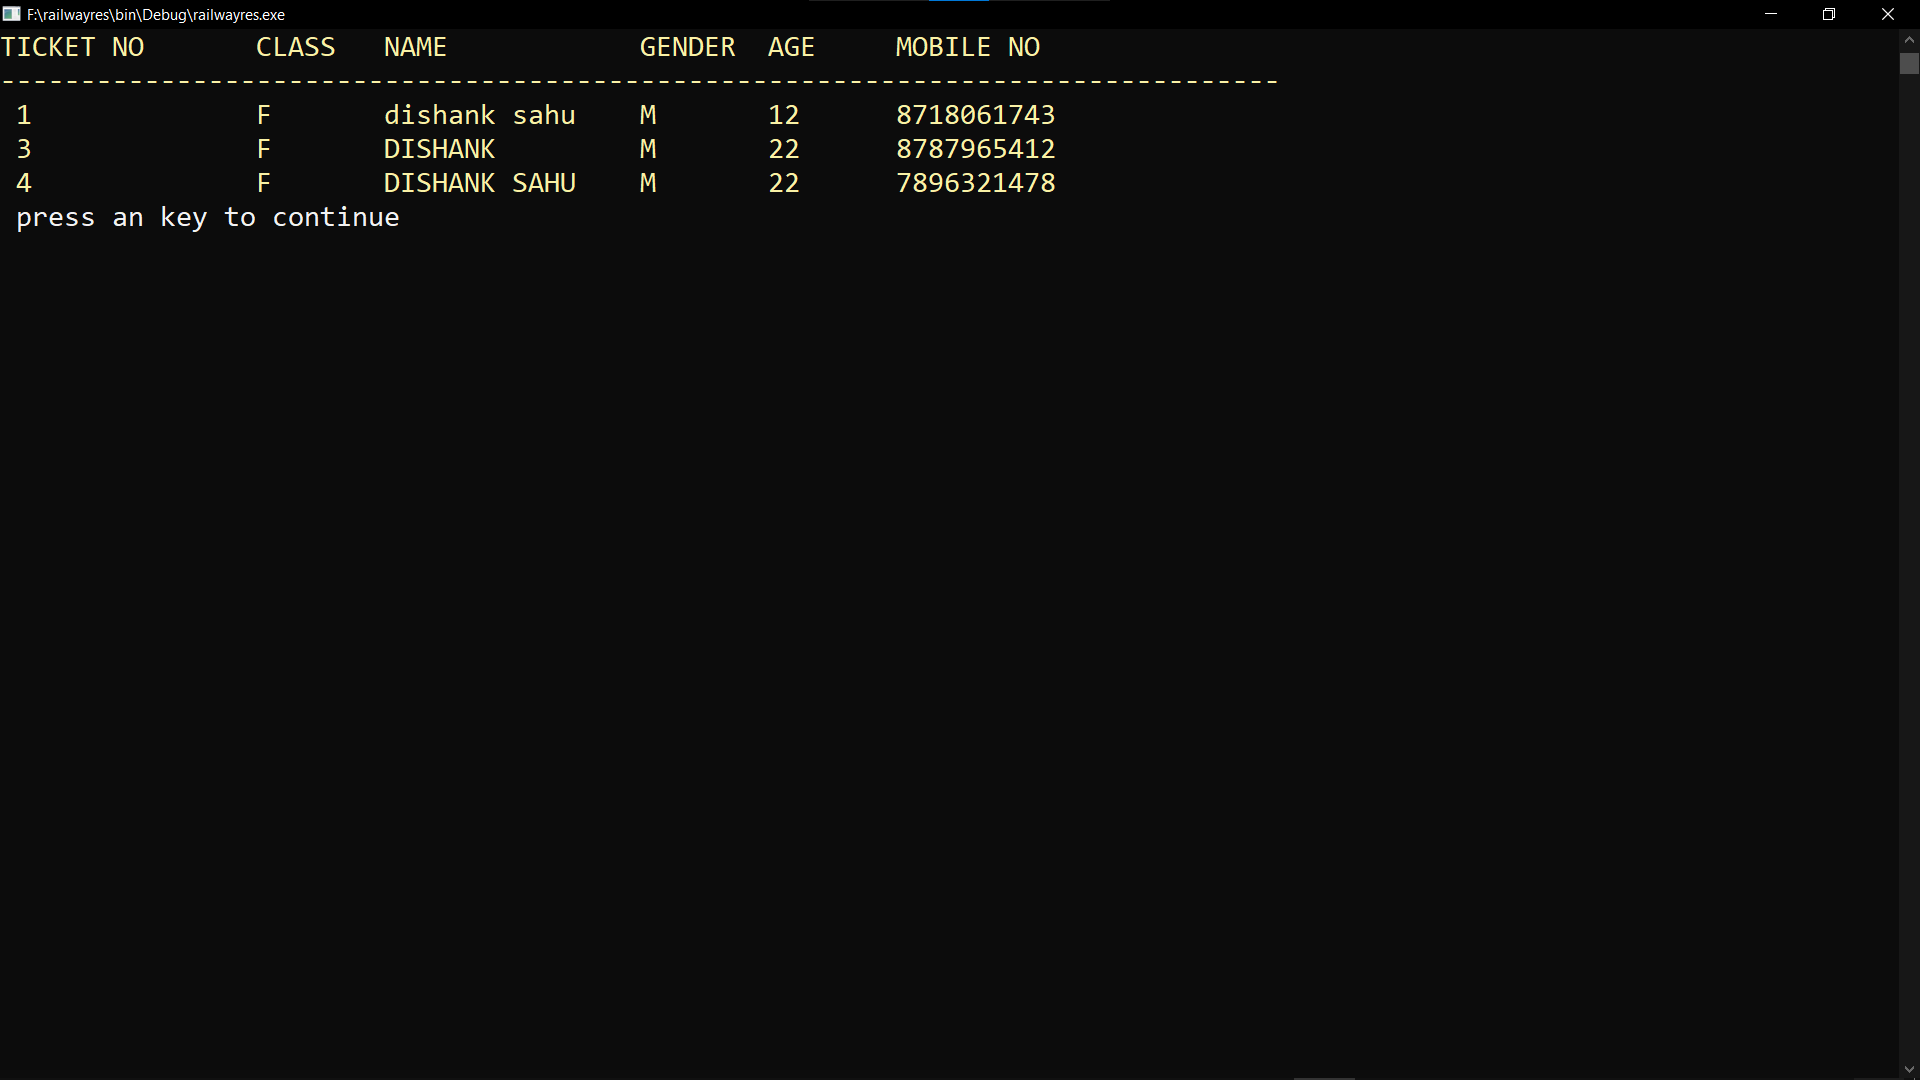 F:\railwayres\bin\Debug\railwayres.exe
TICKET NO CLASS NAME GENDER AGE MOBILE NO
--------------------------------------------------------------------------------
1 F dishank sahu M 12 8718061743
3 F DISHANK M 22 8787965412
4 F DISHANK SAHU M 22 7896321478
press an key to continue